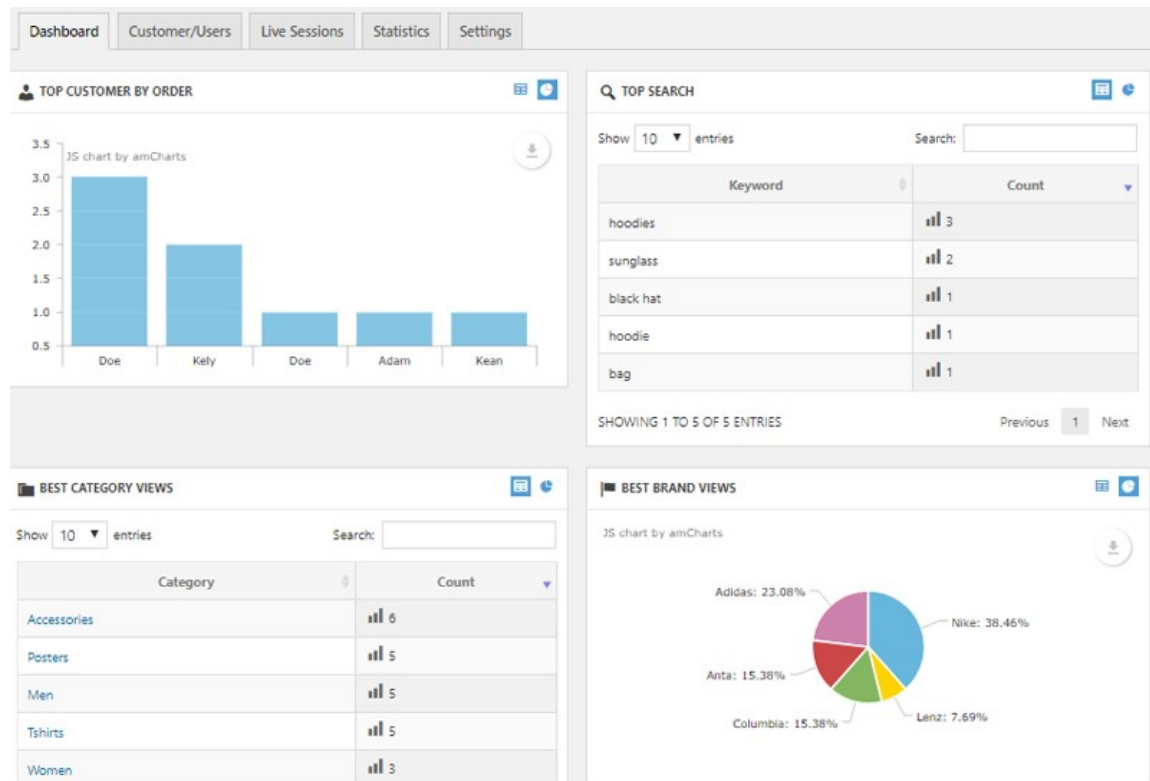 Dashboard Customer/Users Live Sessions Statistics Settings
TOP CUSTOMER BY ORDER
JS chart by amCharts
3.5
3.0
2.5
2.0
1.5
1.0
0.5
Doe Kely Doe Adam Kean
TOP SEARCH
Show 10 entries Search:
Keyword Count
hoodies 3
sunglass 2
black hat 1
hoodie 1
bag 1
SHOWING 1 TO 5 OF 5 ENTRIES Previous 1 Next
BEST CATEGORY VIEWS
Show 10 entries Search:
Category Count
Accessories 6
Posters 5
Men 5
Tshirts 5
Women 3
BEST BRAND VIEWS
JS chart by amCharts
Adidas: 23.08%
Nike: 38.46%
Anta: 15.38%
Columbia: 15.38%
Lenz: 7.69%